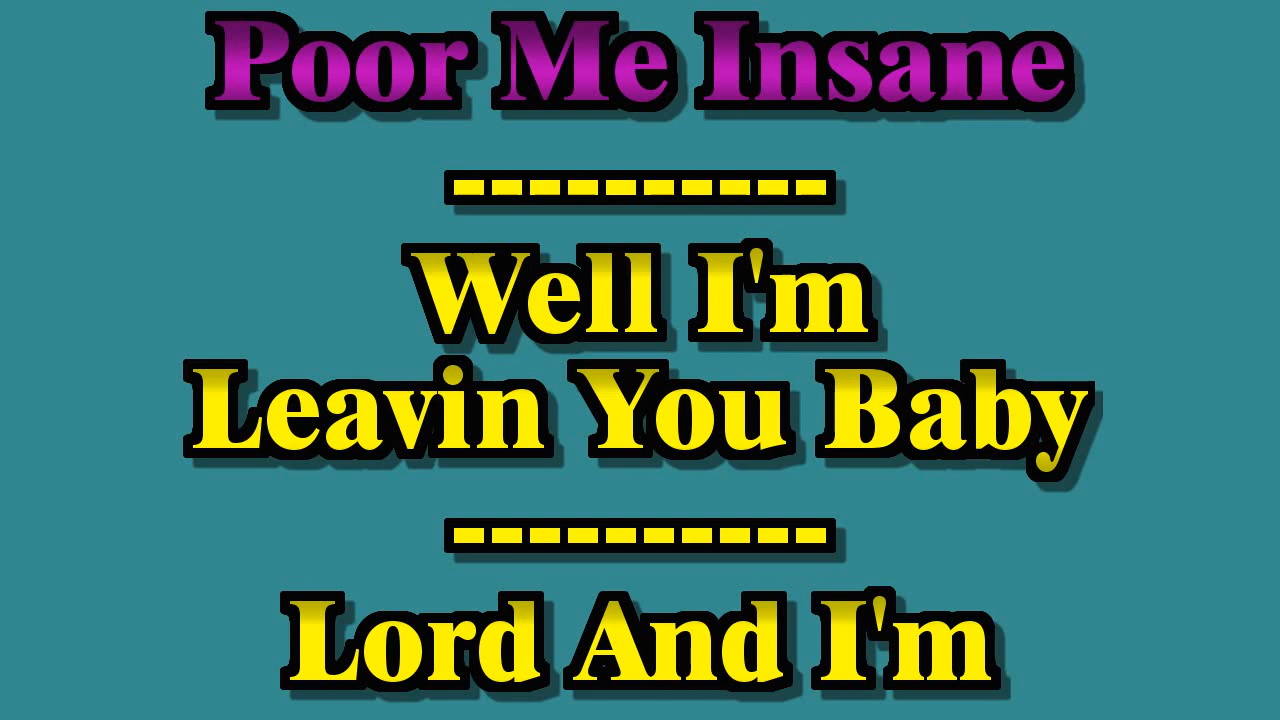 Poor Me Insane
----------
Well I'm
Leavin You Baby
----------
Lord And I'm